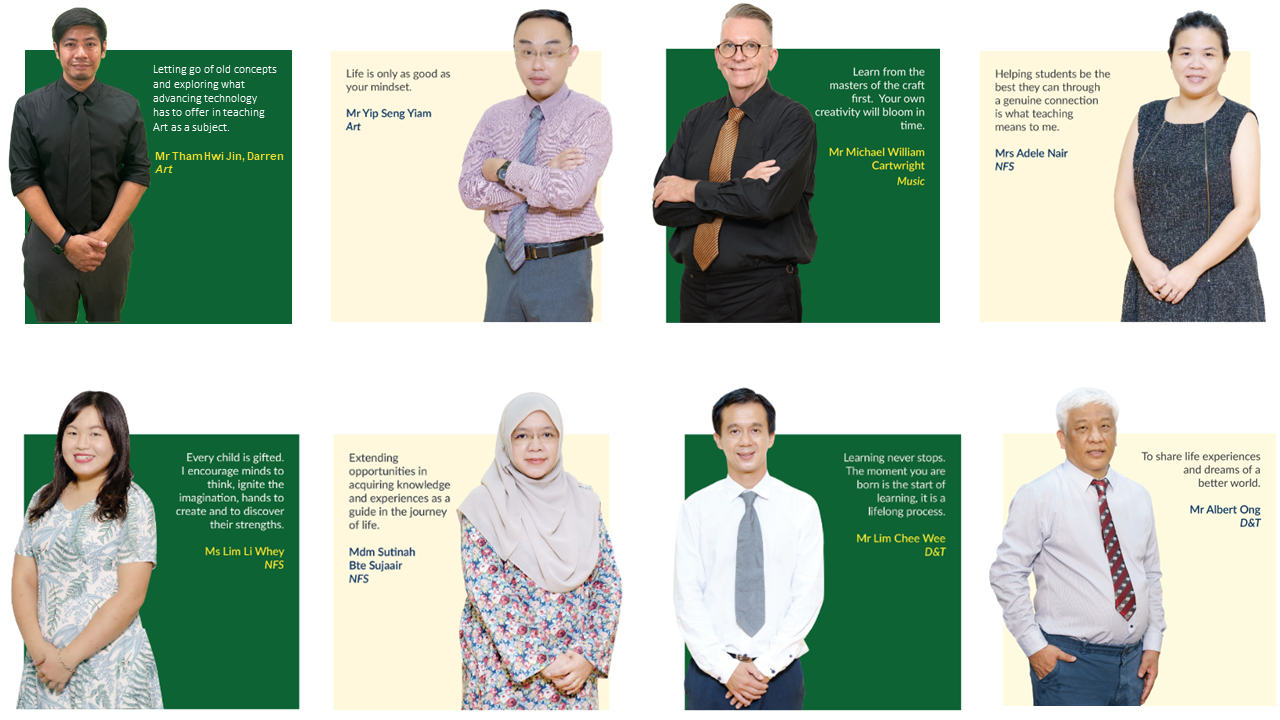 Letting go of old concepts
and exploring what
advancing technology
has to offer in teaching
Art as a subject.
Mr Tham Hwi Jin, Darren
Art
Life is only as good as
your mindset.
Mr Yip Seng Yiam
Art
Learn from the
masters of the craft
first. Your own
creativity will bloom in
time.
Mr Michael William
Cartwright
Music
Helping students be the
best they can through
a genuine connection
is what teaching
means to me.
Mrs Adele Nair
NFS
Every child is gifted.
I encourage minds to
think, ignite the
imagination, hands to
create and to discover
their strengths.
Ms Lim Li Whey
NFS
Extending
opportunities in
acquiring knowledge
and experiences as a
guide in the journey
of life.
Mdm Sutinah
Bte Sujaair
NFS
Learning never stops.
The moment you are
born is the start of
learning, it is a
lifelong process.
Mr Lim Chee Wee
D&T
To share life experiences
and dreams of a
better world.
Mr Albert Ong
D&T